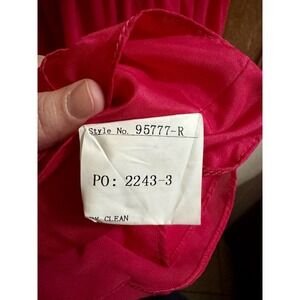 Style No. 95777-R
PO: 2243-3
CLEAN